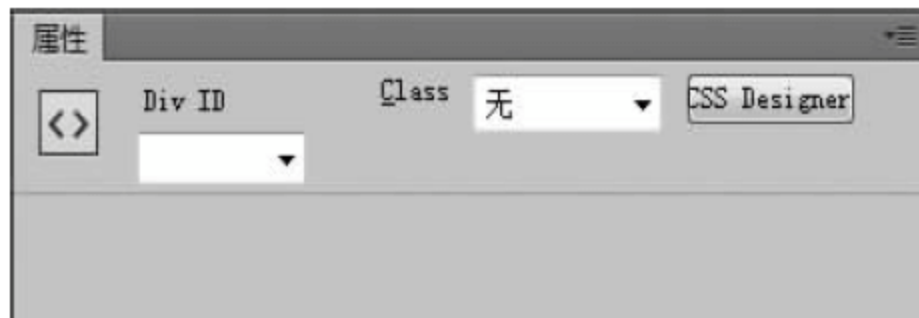 属性
Div ID
Class 无 CSS Designer